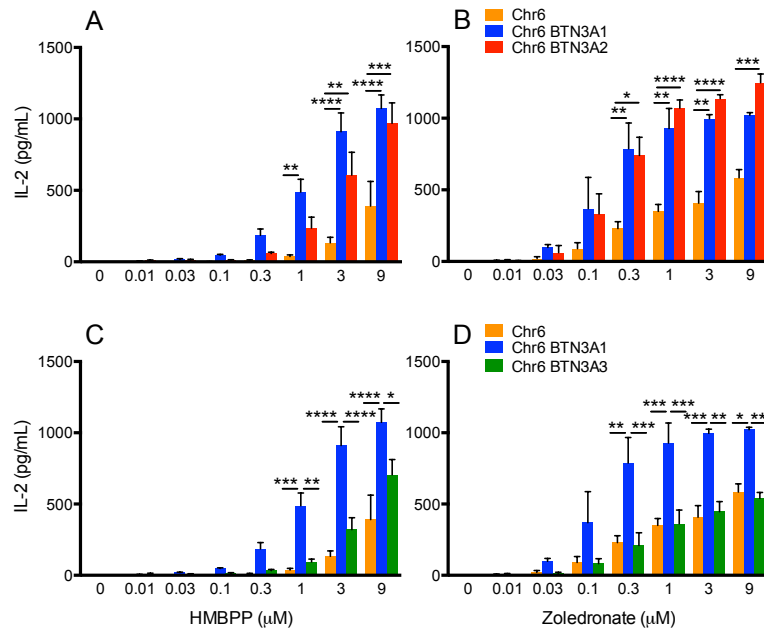 A
IL-2 (pg/mL)
1500
1000
500
0
** **** ** **** ***
0 0.01 0.03 0.1 0.3 1 3 9
B
Chr6
Chr6 BTN3A1
Chr6 BTN3A2
1500
1000
500
0
** * ** **** ** **** ***
0 0.01 0.03 0.1 0.3 1 3 9
C
IL-2 (pg/mL)
1500
1000
500
0
*** ** **** **** **** *
0 0.01 0.03 0.1 0.3 1 3 9
HMBPP (μM)
D
Chr6
Chr6 BTN3A1
Chr6 BTN3A3
1500
1000
500
0
** *** *** *** *** ** * **
0 0.01 0.03 0.1 0.3 1 3 9
Zoledronate (μM)